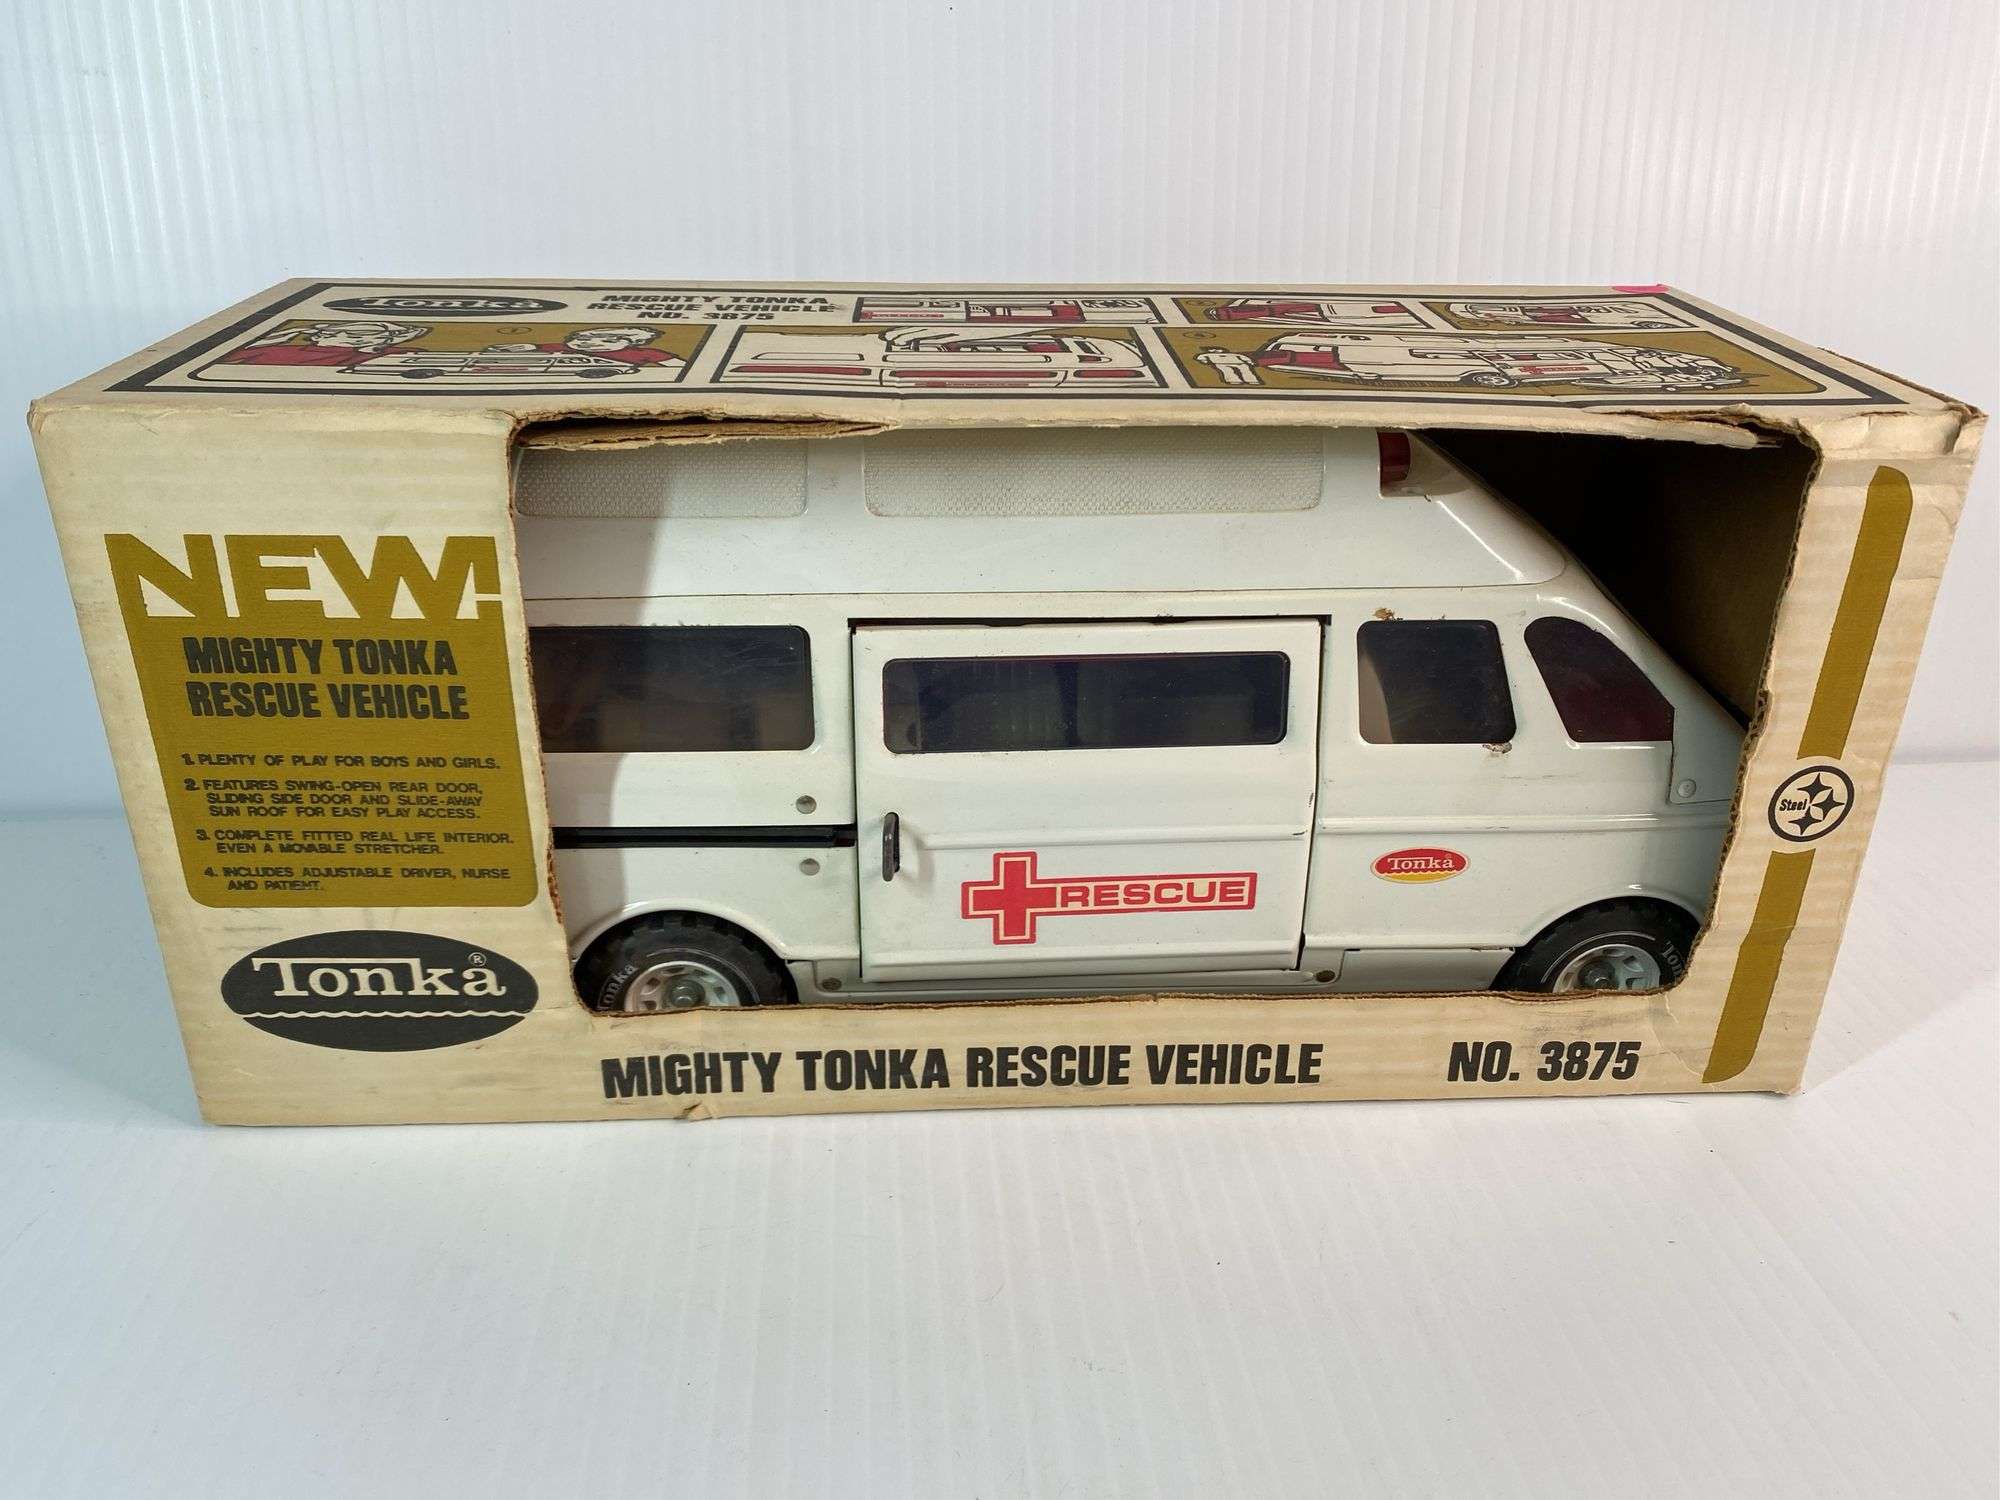 Tonka
MIGHTY TONKA
RESCUE VEHICLE
NO. 3875
NEW!
MIGHTY TONKA
RESCUE VEHICLE
1. PLENTY OF PLAY FOR BOYS AND GIRLS.
2. FEATURES SWING-OPEN REAR DOOR,
SLIDING SIDE DOOR AND SLIDE-AWAY
SUN ROOF FOR EASY PLAY ACCESS.
3. COMPLETE FITTED REAL LIFE INTERIOR.
EVEN A MOVABLE STRETCHER.
4. INCLUDES ADJUSTABLE DRIVER, NURSE
AND PATIENT.
Tonka®
RESCUE
Tonka®
Tonka
Steel
MIGHTY TONKA RESCUE VEHICLE NO. 3875